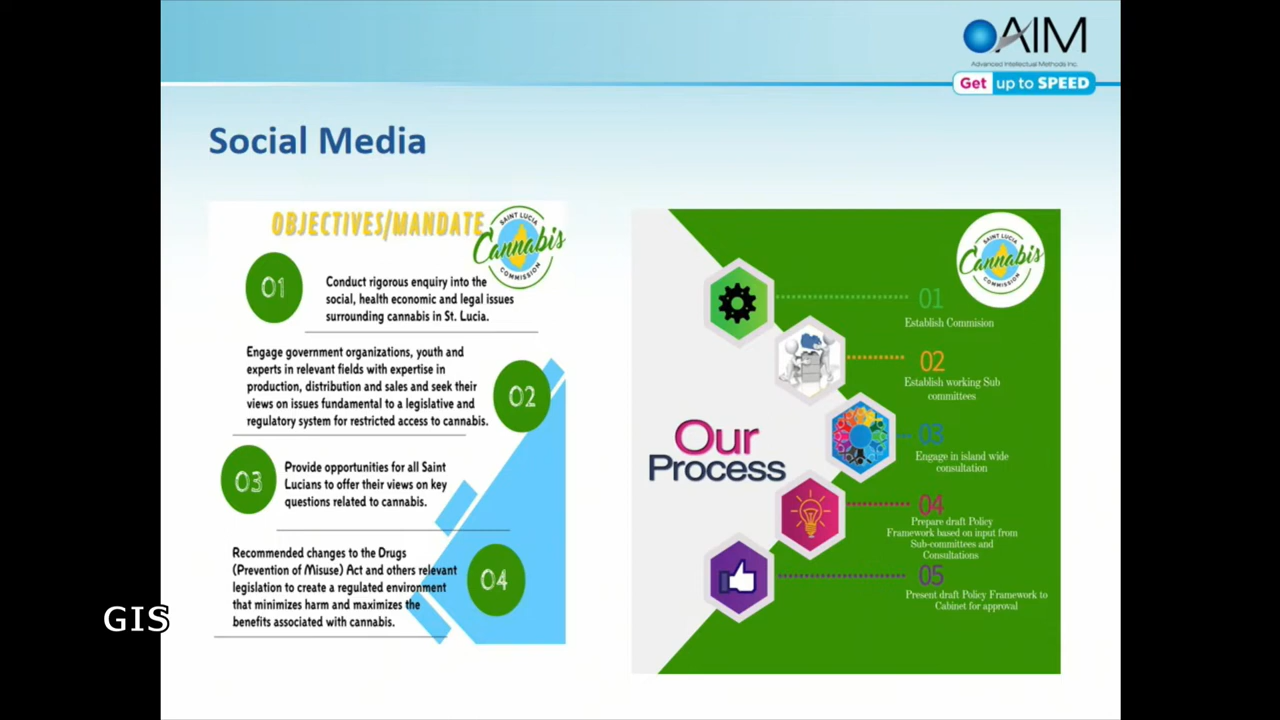 AIM
Advanced Intellectual Methods Inc.
Get up to SPEED
Social Media
OBJECTIVES/MANDATE
SAINT LUCIA
Cannabis
COMMISSION
01
Conduct rigorous enquiry into the
social, health economic and legal issues
surrounding cannabis in St. Lucia.
Engage government organizations, youth and
experts in relevant fields with expertise in
production, distribution and sales and seek their
views on issues fundamental to a legislative and
regulatory system for restricted access to cannabis.
02
03
Provide opportunities for all Saint
Lucians to offer their views on key
questions related to cannabis.
Recommended changes to the Drugs
(Prevention of Misuse) Act and others relevant
legislation to create a regulated environment
that minimizes harm and maximizes the
benefits associated with cannabis.
04
GIS
SAINT LUCIA
Cannabis
COMMISSION
Our
Process
01
Establish Commision
02
Establish working Sub
committees
03
Engage in island wide
consultation
04
Prepare draft Policy
Framework based on input from
Sub-committees and
Consultations
05
Present draft Policy Framework to
Cabinet for approval